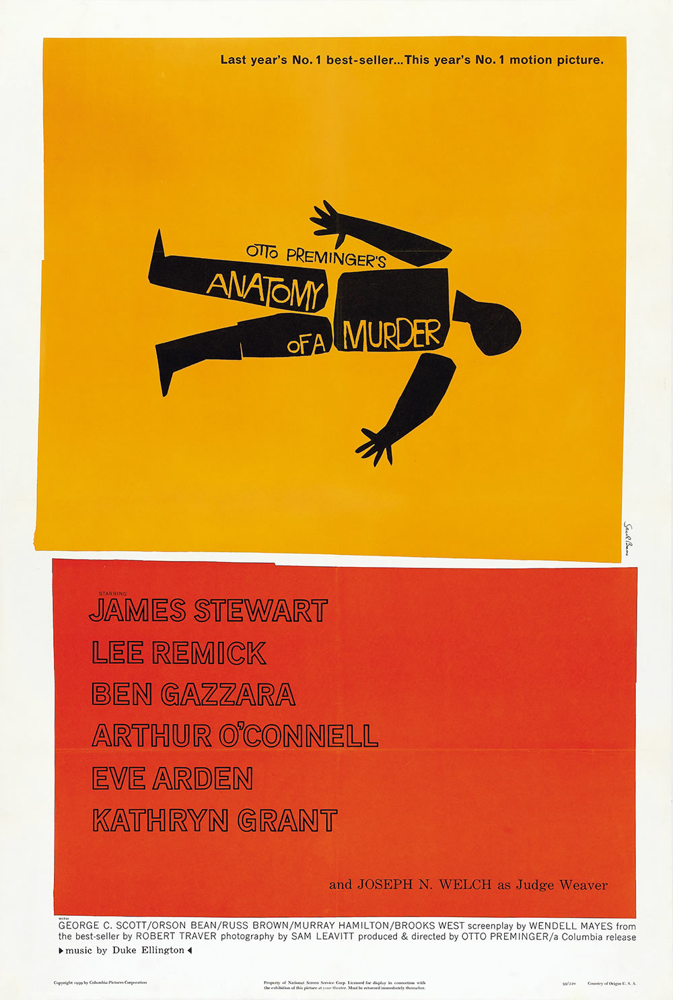 Last year's No. 1 best-seller...This year's No. 1 motion picture.
OTTO PREMINGER'S
ANATOMY
OF A MURDER
Saul Bass
STARRING
JAMES STEWART
LEE REMICK
BEN GAZZARA
ARTHUR O'CONNELL
EVE ARDEN
KATHRYN GRANT
and JOSEPH N. WELCH as Judge Weaver
WITH
GEORGE C. SCOTT/ORSON BEAN/RUSS BROWN/MURRAY HAMILTON/BROOKS WEST screenplay by WENDELL MAYES from
the best-seller by ROBERT TRAVER photography by SAM LEAVITT produced & directed by OTTO PREMINGER/a Columbia release
music by Duke Ellington
Copyright 1959 by Columbia Pictures Corporation
Property of National Screen Service Corp. Licensed for display in connection with
the exhibition of this picture at your theatre. Must be returned immediately thereafter.
59/220 Country of Origin U. S. A.